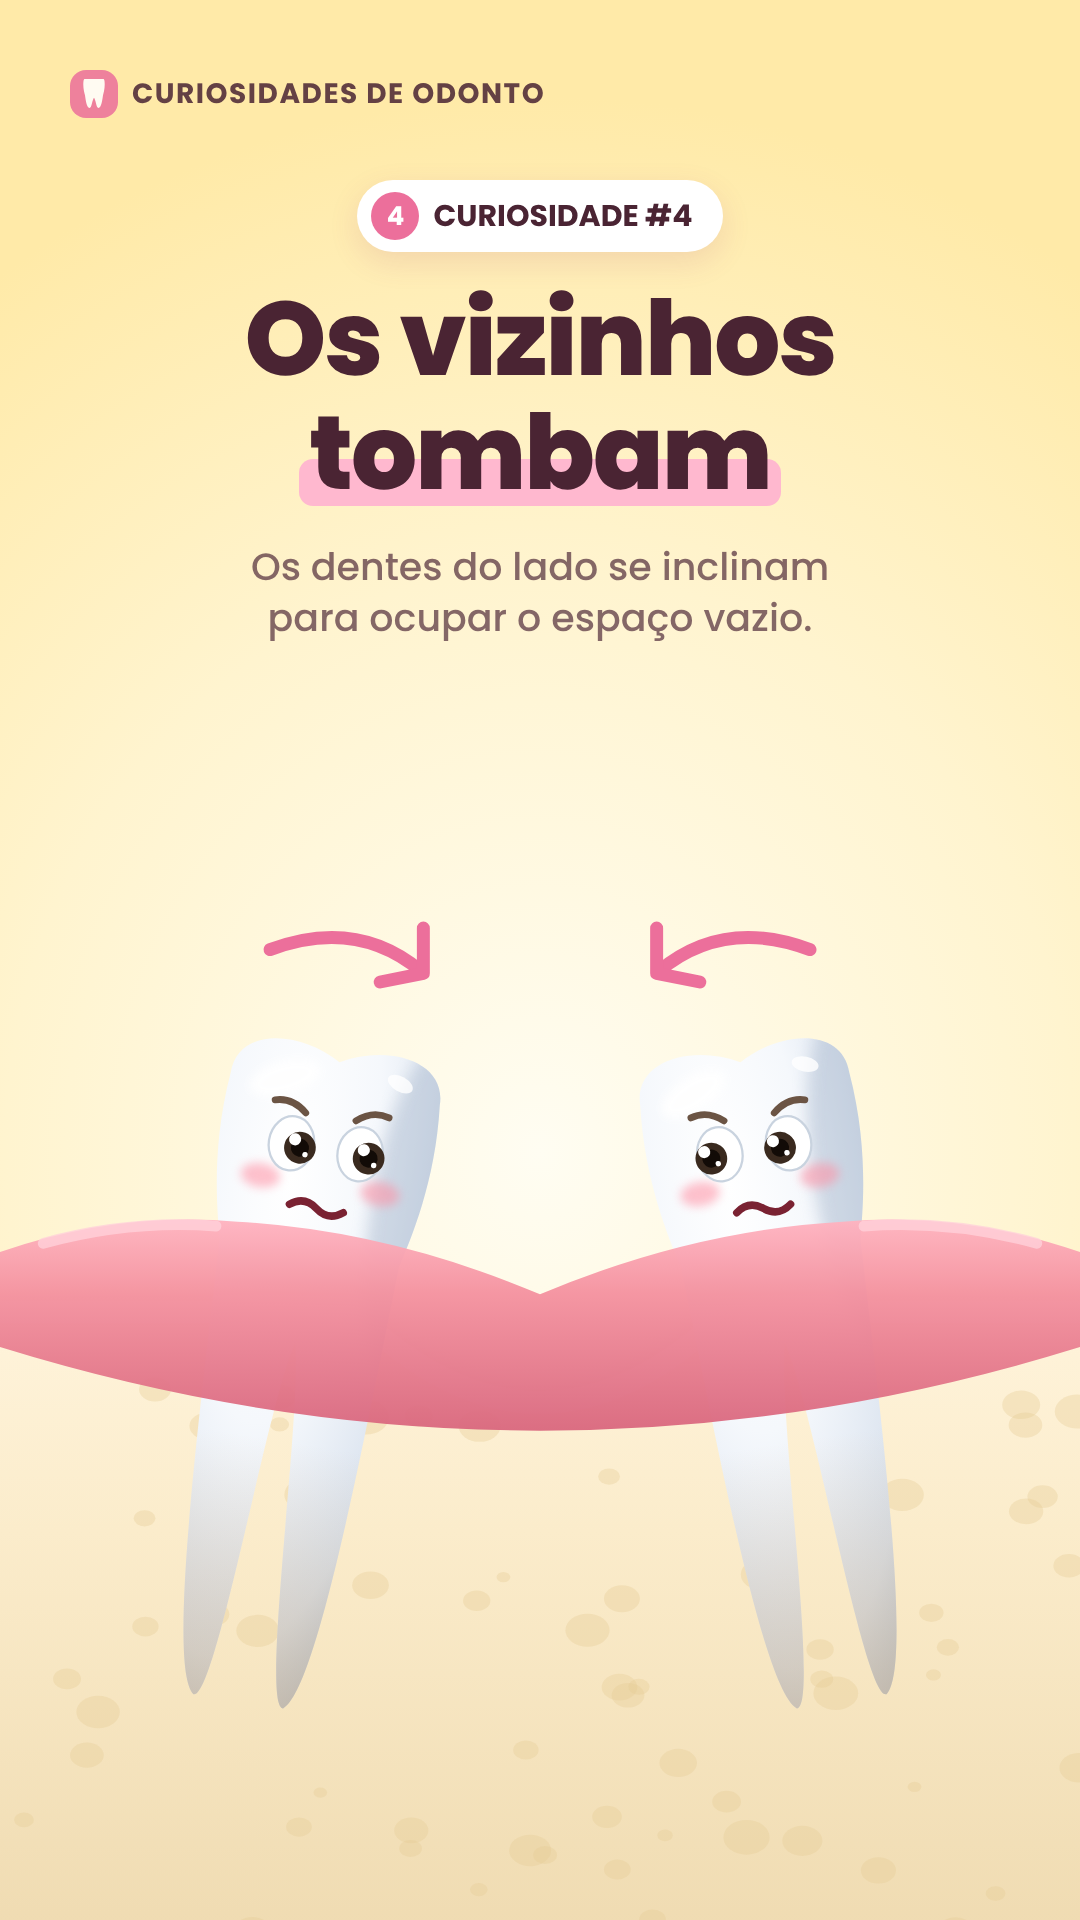 CURIOSIDADES DE ODONTO
4 CURIOSIDADE #4
Os vizinhos
tombam
Os dentes do lado se inclinam
para ocupar o espaço vazio.